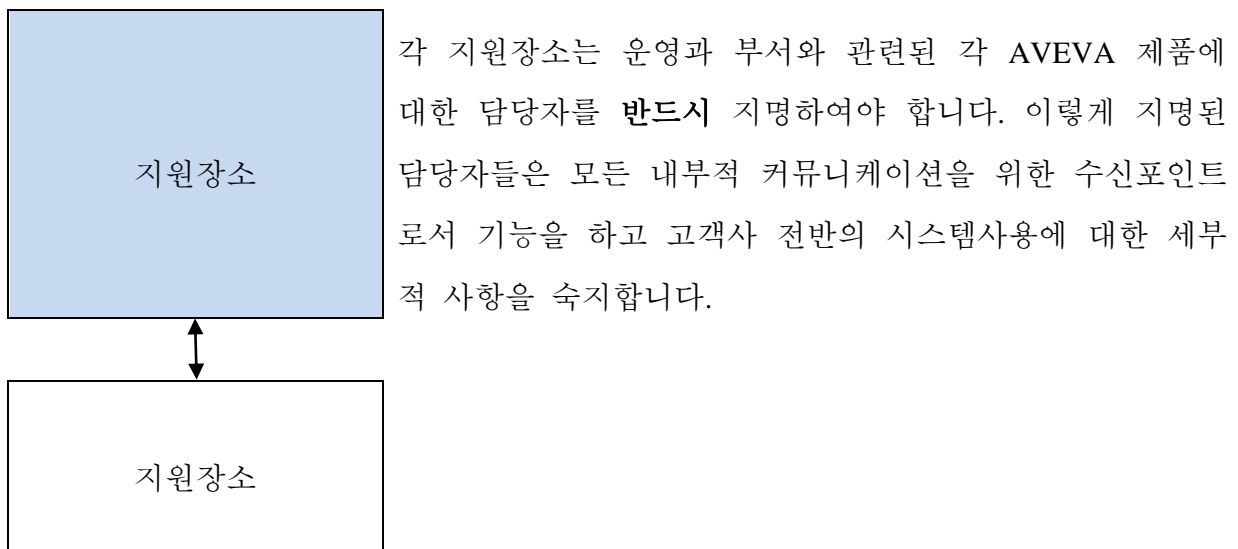 각 지원장소는 운영과 부서와 관련된 각 AVEVA 제품에
대한 담당자를 반드시 지명하여야 합니다. 이렇게 지명된
지원장소
담당자들은 모든 내부적 커뮤니케이션을 위한 수신포인트
로서 기능을 하고 고객사 전반의 시스템사용에 대한 세부
적 사항을 숙지합니다.
지원장소